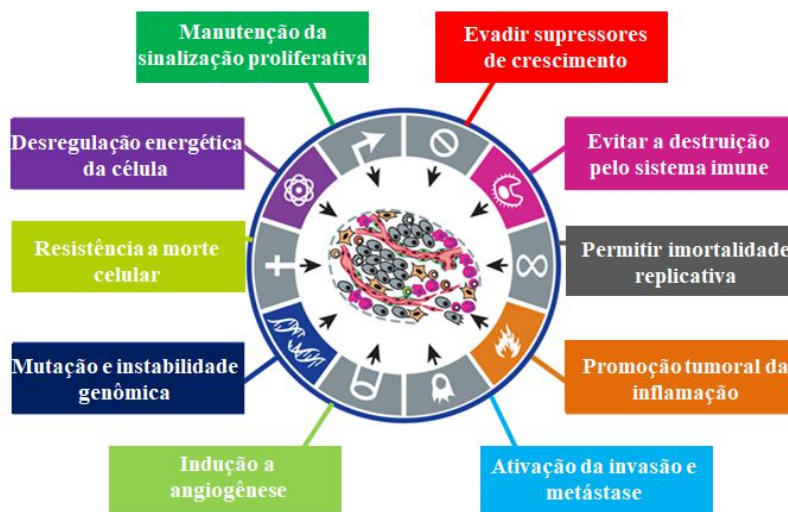 Manutenção da
sinalização proliferativa
Evadir supressores
de crescimento
Desregulação energética
da célula
Evitar a destruição
pelo sistema imune
Resistência a morte
celular
Permitir imortalidade
replicativa
Mutação e instabilidade
genômica
Promoção tumoral da
inflamação
Indução a
angiogênese
Ativação da invasão e
metástase